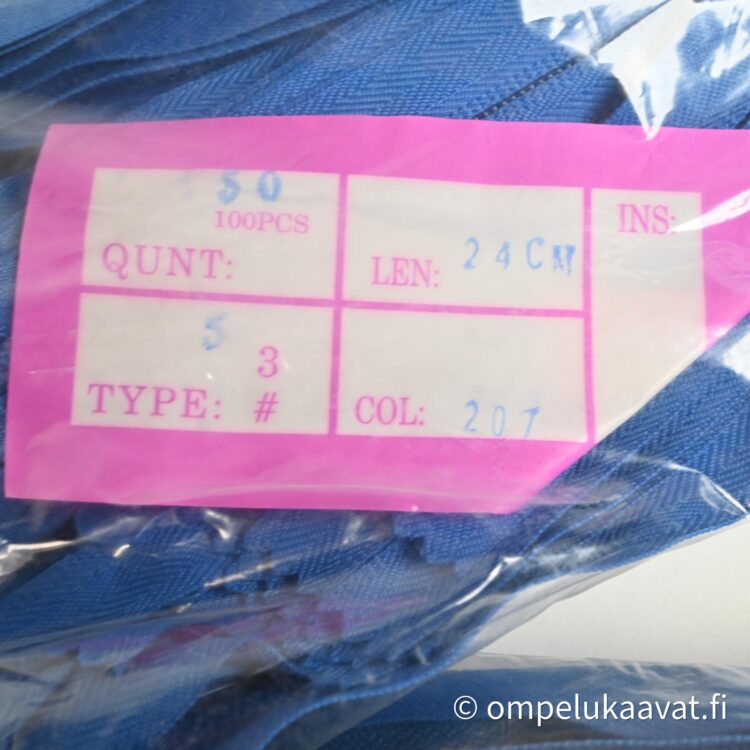 50
100PCS
QUNT:
LEN: 24CM
INS:
5
3
TYPE: #
COL: 207
© ompelukaavat.fi